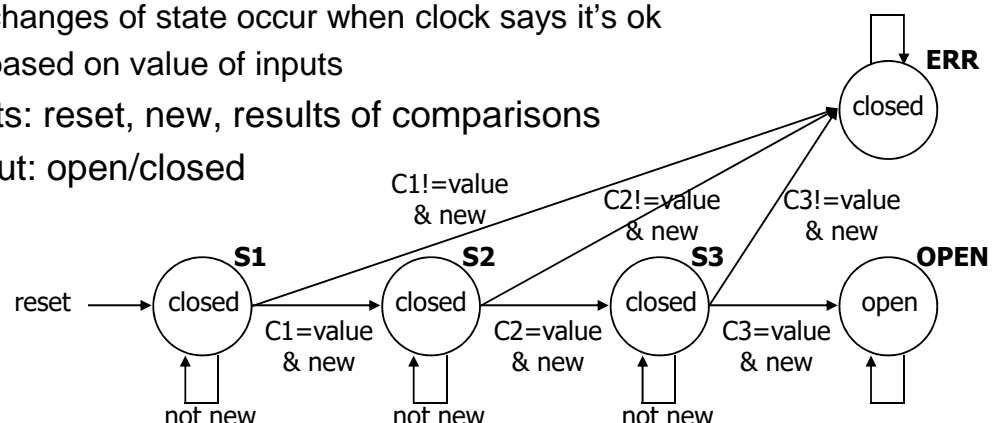 changes of state occur when clock says it's ok
based on value of inputs
ts: reset, new, results of comparisons
ut: open/closed
ERR
closed
C1!=value
& new
C2!=value
& new
C3!=value
& new
S1
S2
S3
OPEN
reset
closed
closed
closed
open
C1=value
& new
C2=value
& new
C3=value
& new
not new
not new
not new